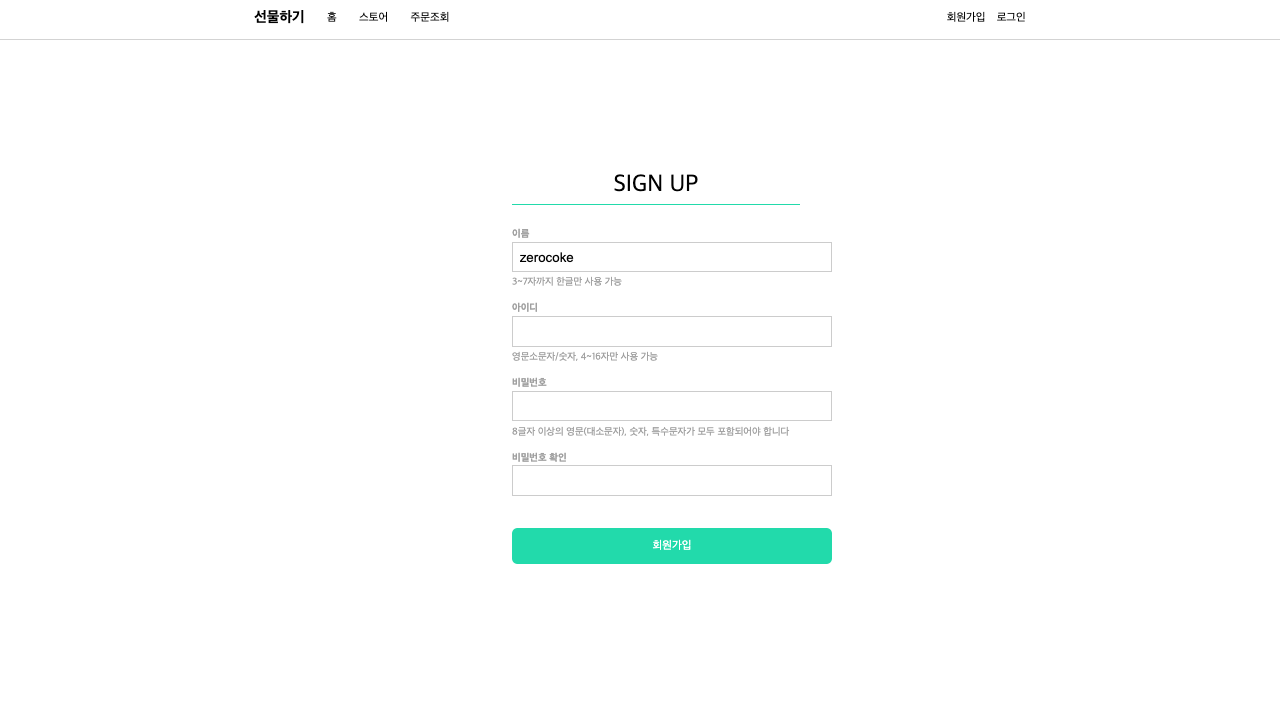 선물하기 홈 스토어 주문조회 회원가입 로그인
SIGN UP
이름
zerocoke
3~7자까지 한글만 사용 가능
아이디
영문소문자/숫자, 4~16자만 사용 가능
비밀번호
8글자 이상의 영문(대소문자), 숫자, 특수문자가 모두 포함되어야 합니다
비밀번호 확인
회원가입